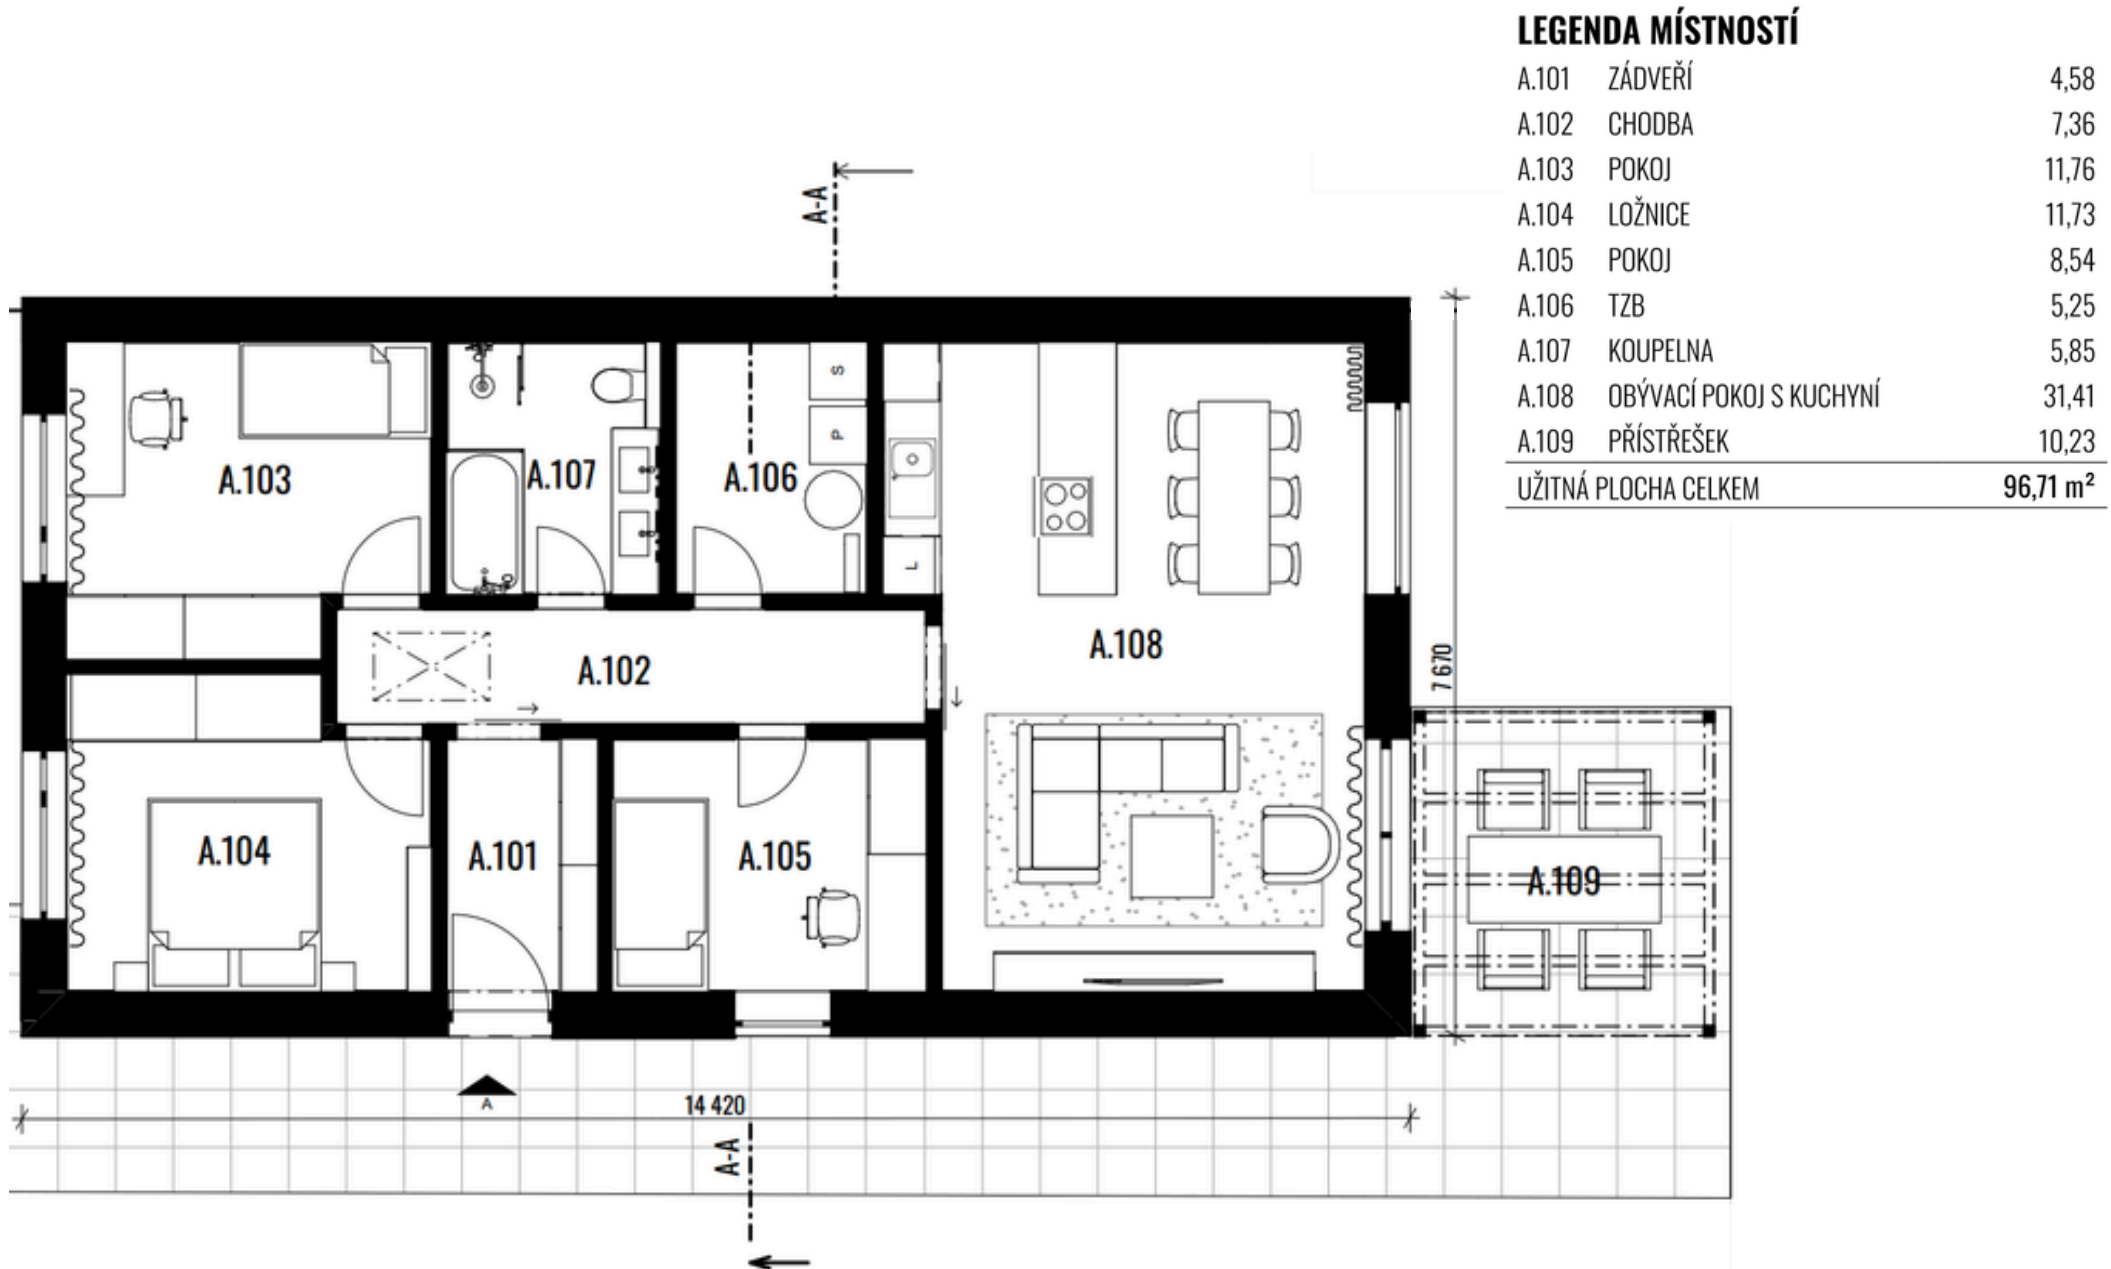 LEGENDA MÍSTNOSTÍ
A.101 ZÁDVEŘÍ 4,58
A.102 CHODBA 7,36
A.103 POKOJ 11,76
A.104 LOŽNICE 11,73
A.105 POKOJ 8,54
A.106 TZB 5,25
A.107 KOUPELNA 5,85
A.108 OBÝVACÍ POKOJ S KUCHYNÍ 31,41
A.109 PŘÍSTŘEŠEK 10,23
UŽITNÁ PLOCHA CELKEM 96,71 m²
A-A
S
P
L
A.103
A.107
A.106
A.108
A.102
7 670
A.104
A.101
A.105
A.109
A
14 420
A-A